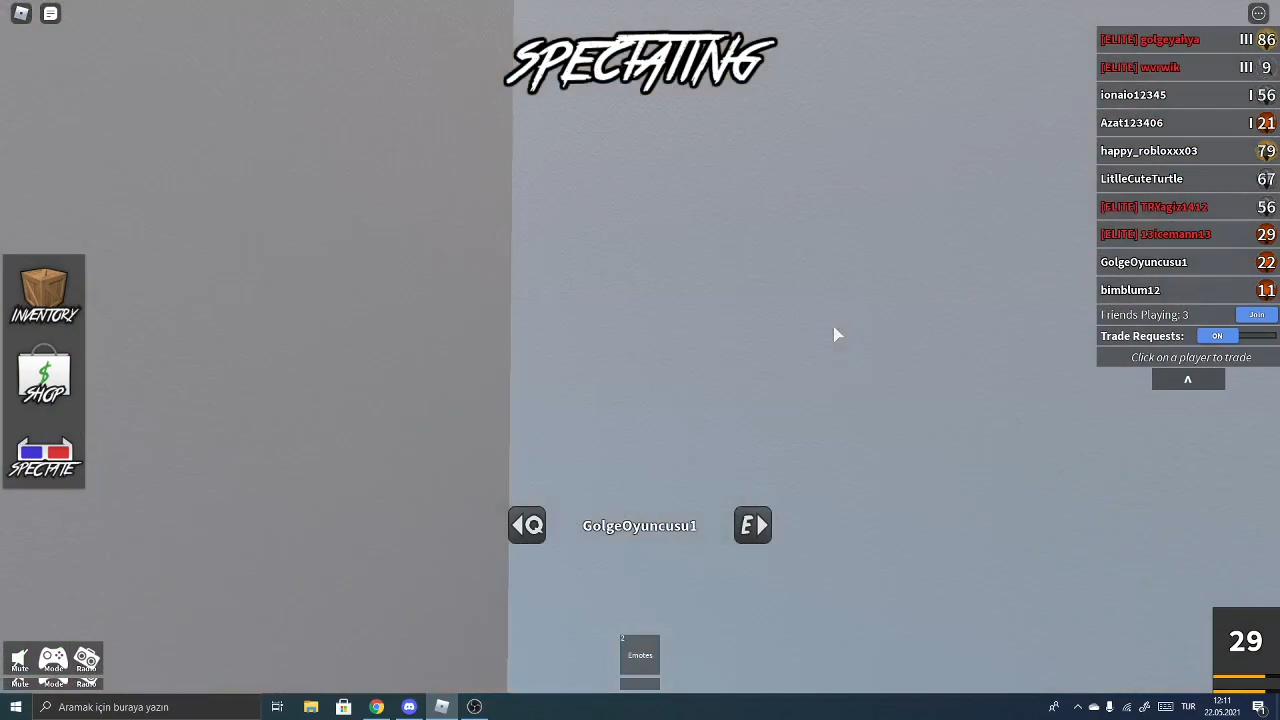 SPECTATING
[ELITE] golgeyahya III 86
[ELITE] wvrwik III 9
ionaio12345 I 56
Azat123406 I 21
happy_robloxxx03 79
LitlleCuteTurtle 67
[ELITE] TRYagiz1412 56
[ELITE] 13icemann13 29
GolgeOyuncusu1 22
bimblum12 11
Friends Playing: 3 Join
Trade Requests: ON
Click on a player to trade
^
INVENTORY
SHOP
SPECTATE
Q GolgeOyuncusu1 E
2
Emotes
29
Mute Mode Radio
Aramak için buraya yazın
TUR
12:11
22.05.2021